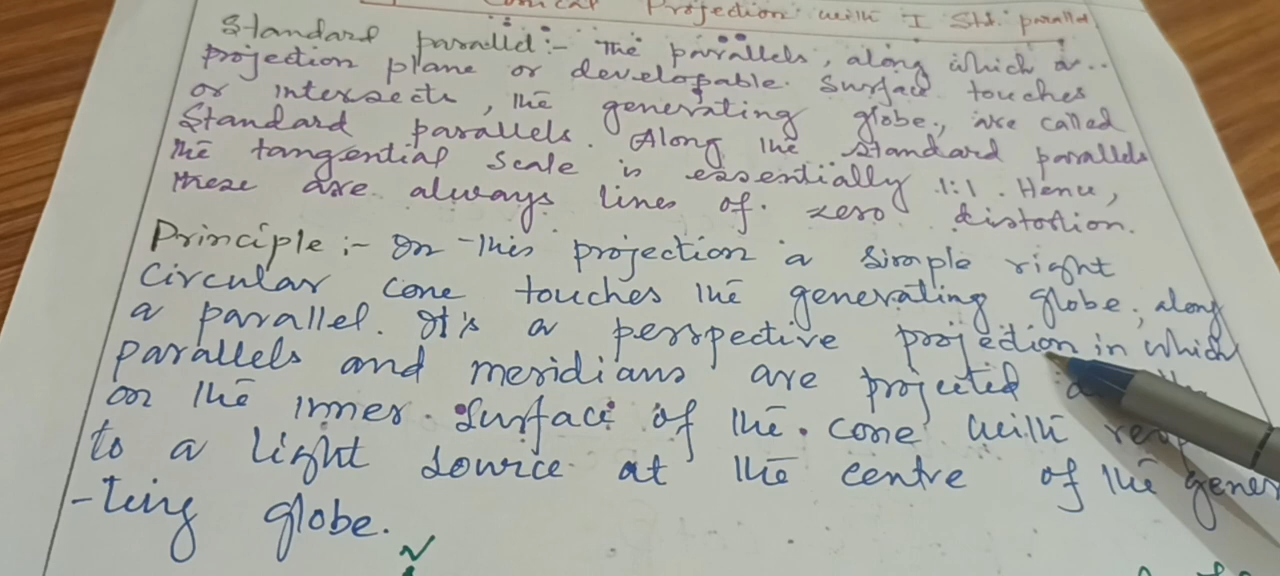 Conical Projection with I Std. parallel
Standard parallel :- The parallels, along which a
projection plane or developable surface touches
or intersects, the generating globe, are called
Standard parallels. Along the standard parallels
the tangential scale is essentially 1:1. Hence,
these are always lines of zero distortion.
Principle :- On this projection a simple right
Circular cone touches the generating globe, along
a parallel. It's a perspective projection in which
parallels and meridians are projected
on the inner surface of the cone with
to a light source at the centre of the gener
-ting globe.